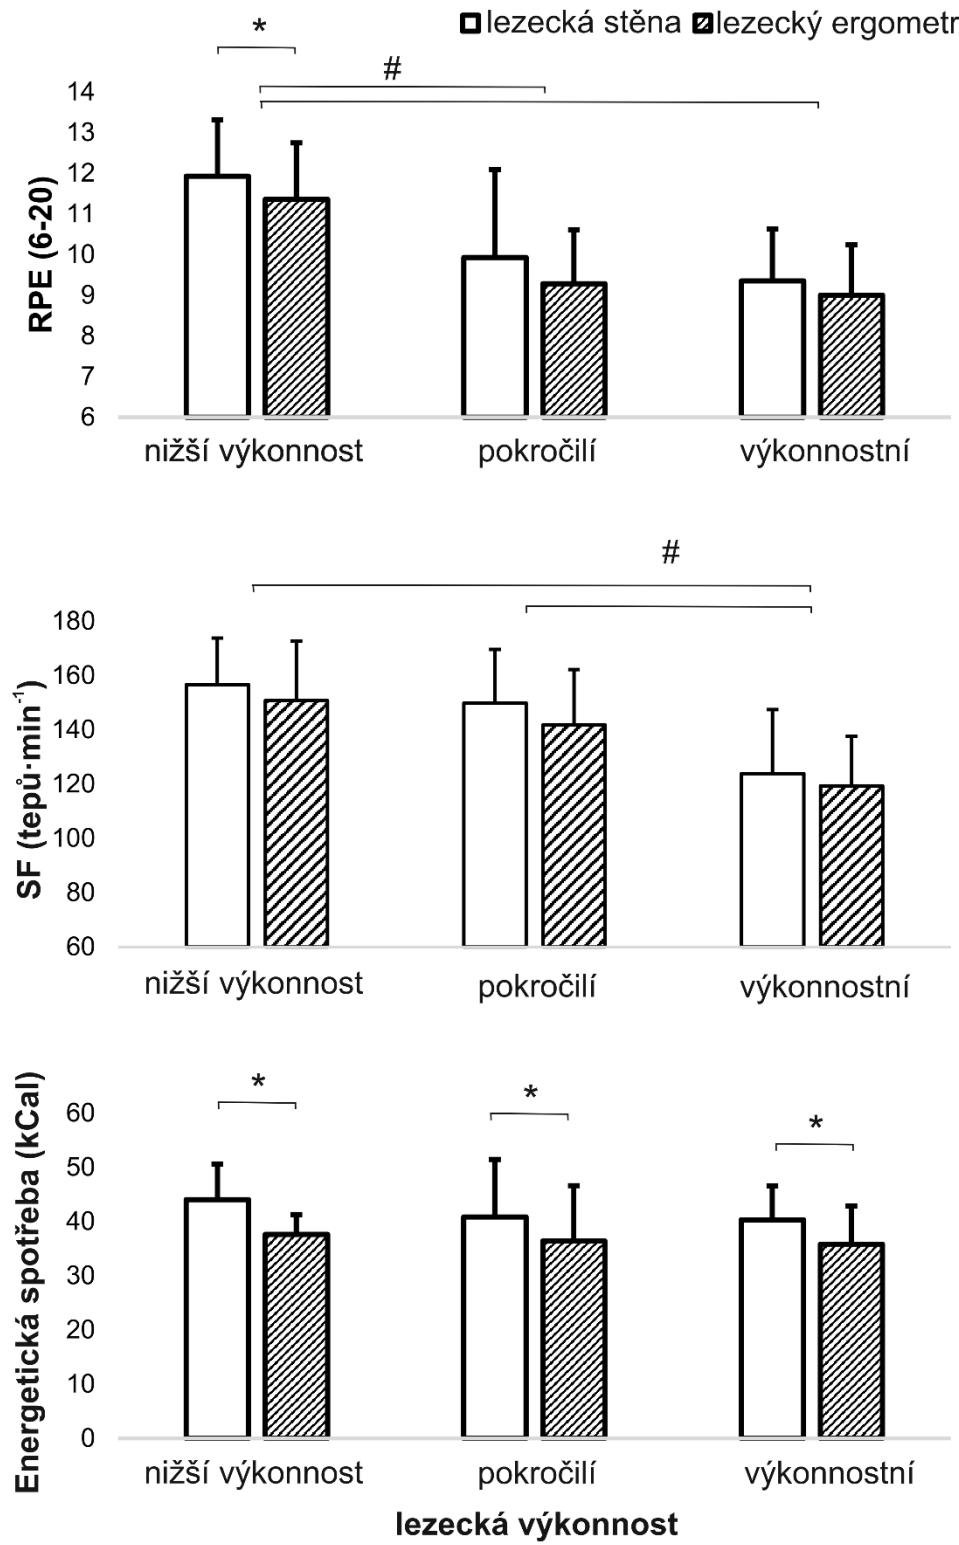 lezecká stěna lezecký ergometr
*
#
14
13
12
11
10
9
8
7
6
RPE (6-20)
nižší výkonnost pokročilí výkonnostní
#
180
160
140
120
100
80
60
SF (tepů·min⁻¹)
nižší výkonnost pokročilí výkonnostní
* * *
60
50
40
30
20
10
0
Energetická spotřeba (kCal)
nižší výkonnost pokročilí výkonnostní
lezecká výkonnost